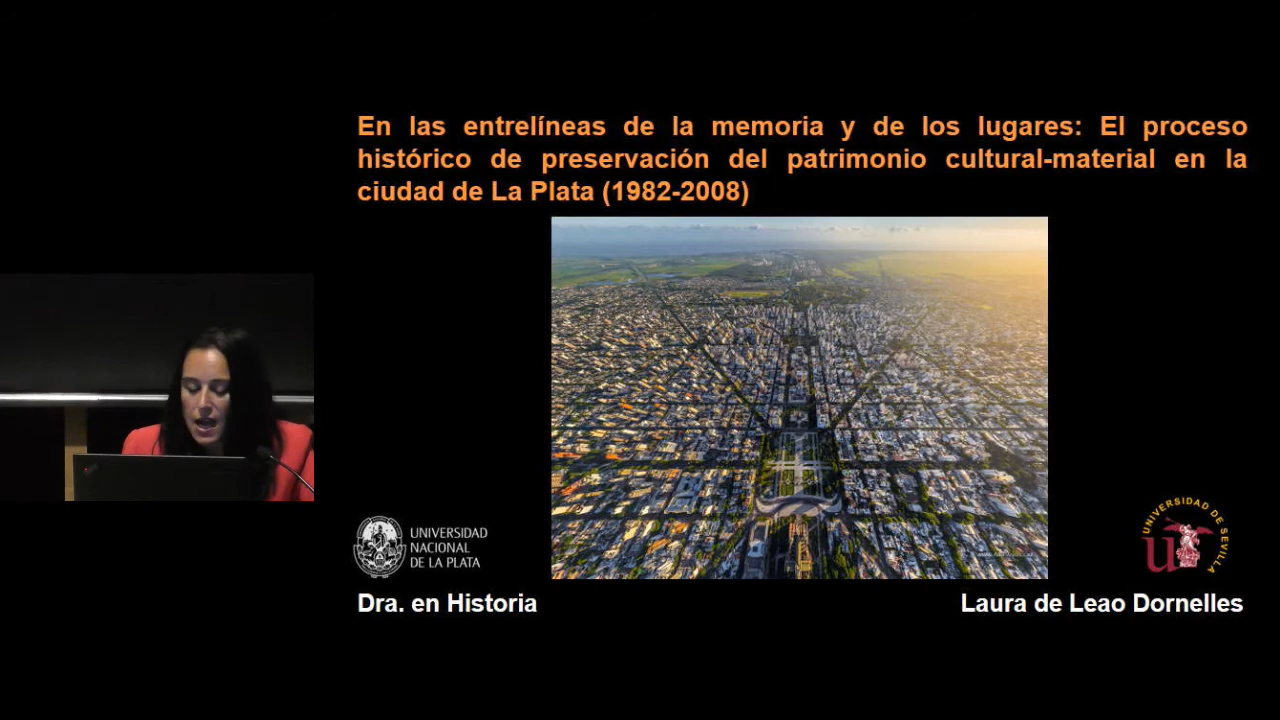 En las entrelíneas de la memoria y de los lugares: El proceso
histórico de preservación del patrimonio cultural-material en la
ciudad de La Plata (1982-2008)
UNIVERSIDAD
NACIONAL
DE LA PLATA
UNIVERSIDAD DE SEVILLA
Dra. en Historia
Laura de Leao Dornelles